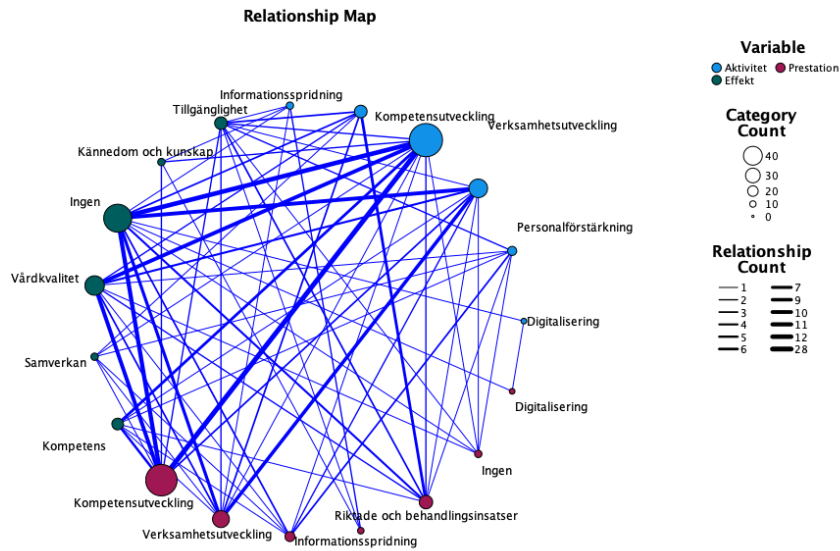 Relationship Map
Variable
Aktivitet
Prestation
Effekt
Category
Count
40
30
20
10
0
Relationship
Count
1
7
2
9
3
10
4
11
5
12
6
28
Informationsspridning
Tillgänglighet
Kompetensutveckling
Verksamhetsutveckling
Kännedom och kunskap
Ingen
Personalförstärkning
Vårdkvalitet
Digitalisering
Samverkan
Digitalisering
Kompetens
Ingen
Kompetensutveckling
Riktade och behandlingsinsatser
Verksamhetsutveckling
Informationsspridning